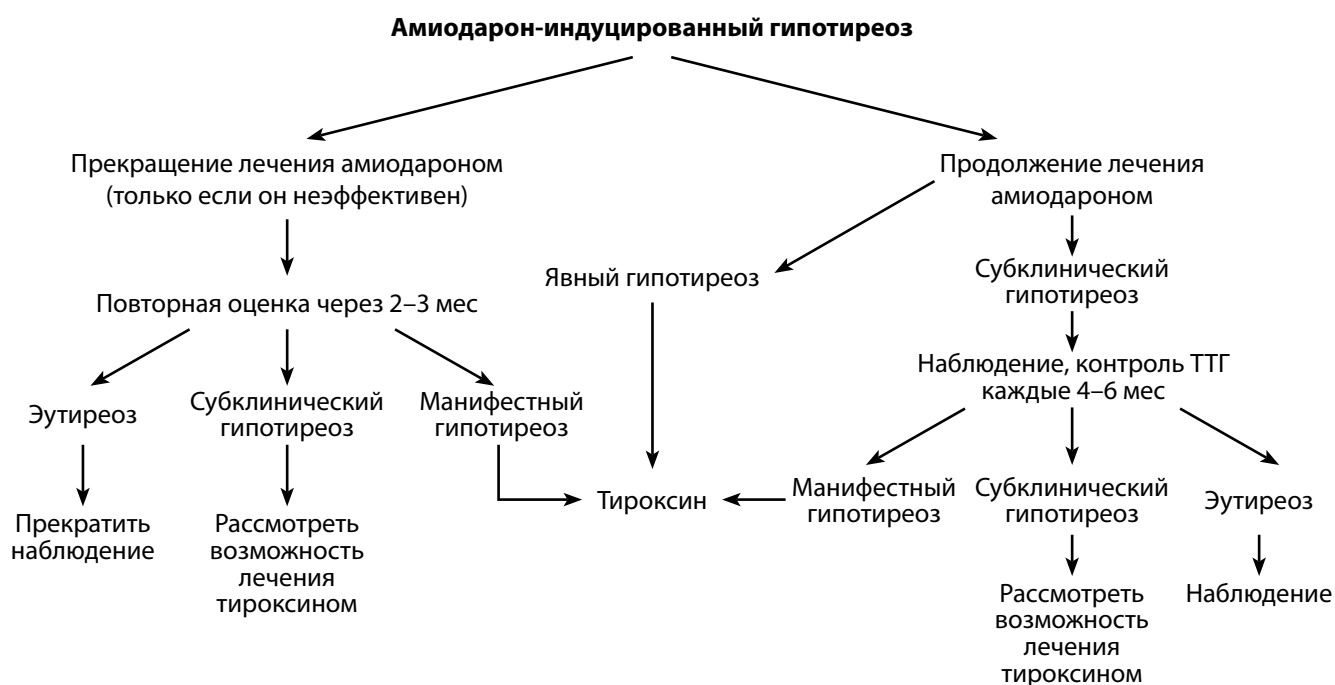 Амиодарон-индуцированный гипотиреоз
Прекращение лечения амиодароном
(только если он неэффективен)
Продолжение лечения
амиодароном
Явный гипотиреоз
Субклинический
гипотиреоз
Повторная оценка через 2–3 мес
Наблюдение, контроль ТТГ
каждые 4–6 мес
Эутиреоз
Субклинический
гипотиреоз
Манифестный
гипотиреоз
Тироксин
Манифестный
гипотиреоз
Субклинический
гипотиреоз
Эутиреоз
Прекратить
наблюдение
Рассмотреть
возможность
лечения
тироксином
Рассмотреть
возможность
лечения
тироксином
Наблюдение